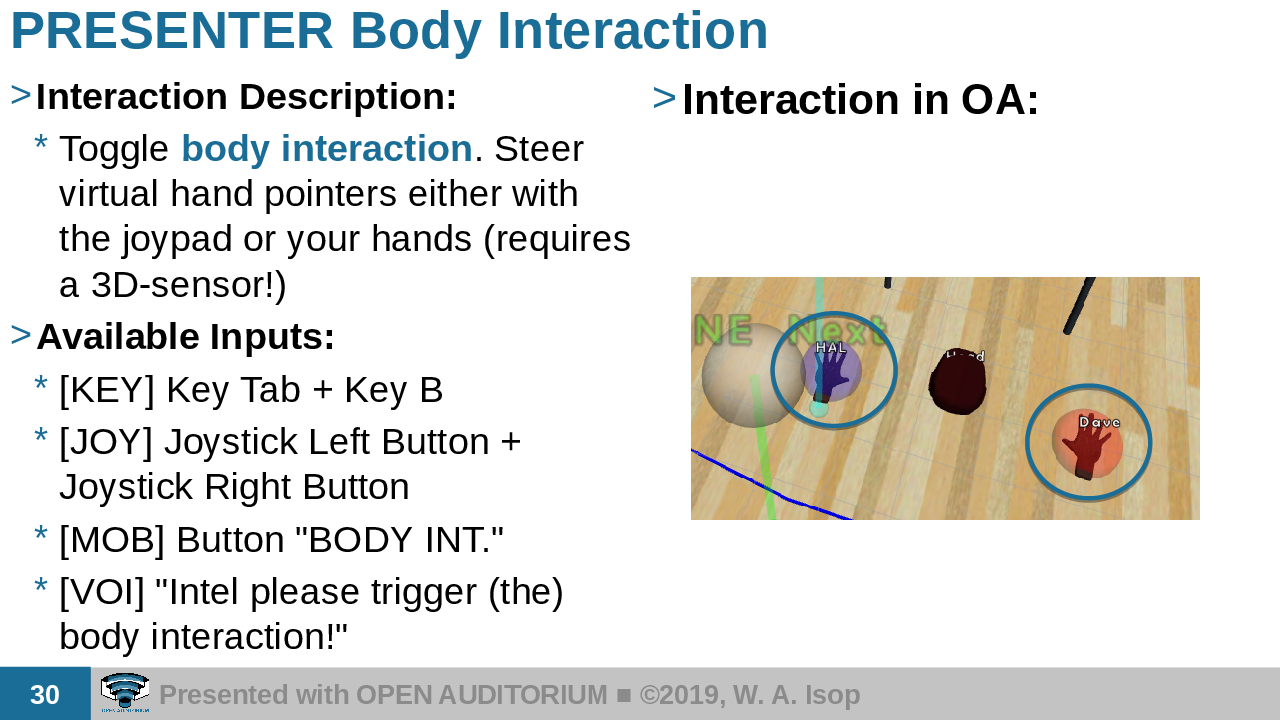 PRESENTER Body Interaction
> Interaction Description:
* Toggle body interaction. Steer
virtual hand pointers either with
the joypad or your hands (requires
a 3D-sensor!)
> Available Inputs:
* [KEY] Key Tab + Key B
* [JOY] Joystick Left Button +
Joystick Right Button
* [MOB] Button "BODY INT."
* [VOI] "Intel please trigger (the)
body interaction!"
> Interaction in OA:
NE Next
HAL
Dave
30
OPEN AUDITORIUM
Presented with OPEN AUDITORIUM ■ ©2019, W. A. Isop